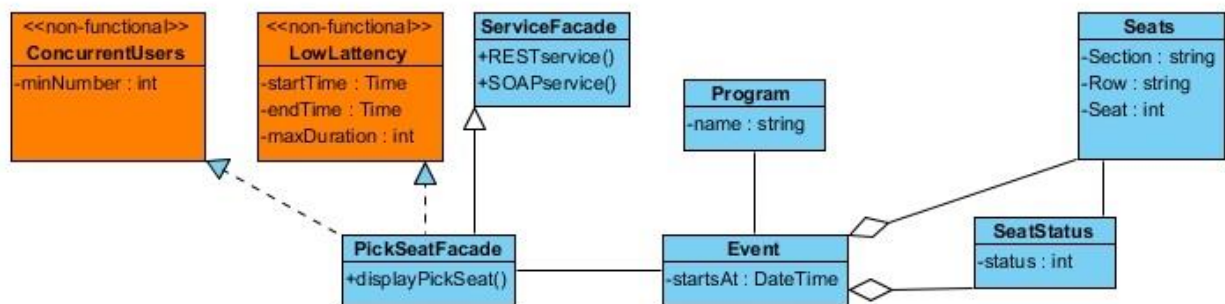 <<non-functional>>
ConcurrentUsers
-minNumber : int
<<non-functional>>
LowLattency
-startTime : Time
-endTime : Time
-maxDuration : int
ServiceFacade
+RESTservice()
+SOAPservice()
Program
-name : string
Seats
-Section : string
-Row : string
-Seat : int
PickSeatFacade
+displayPickSeat()
Event
-startsAt : DateTime
SeatStatus
-status : int